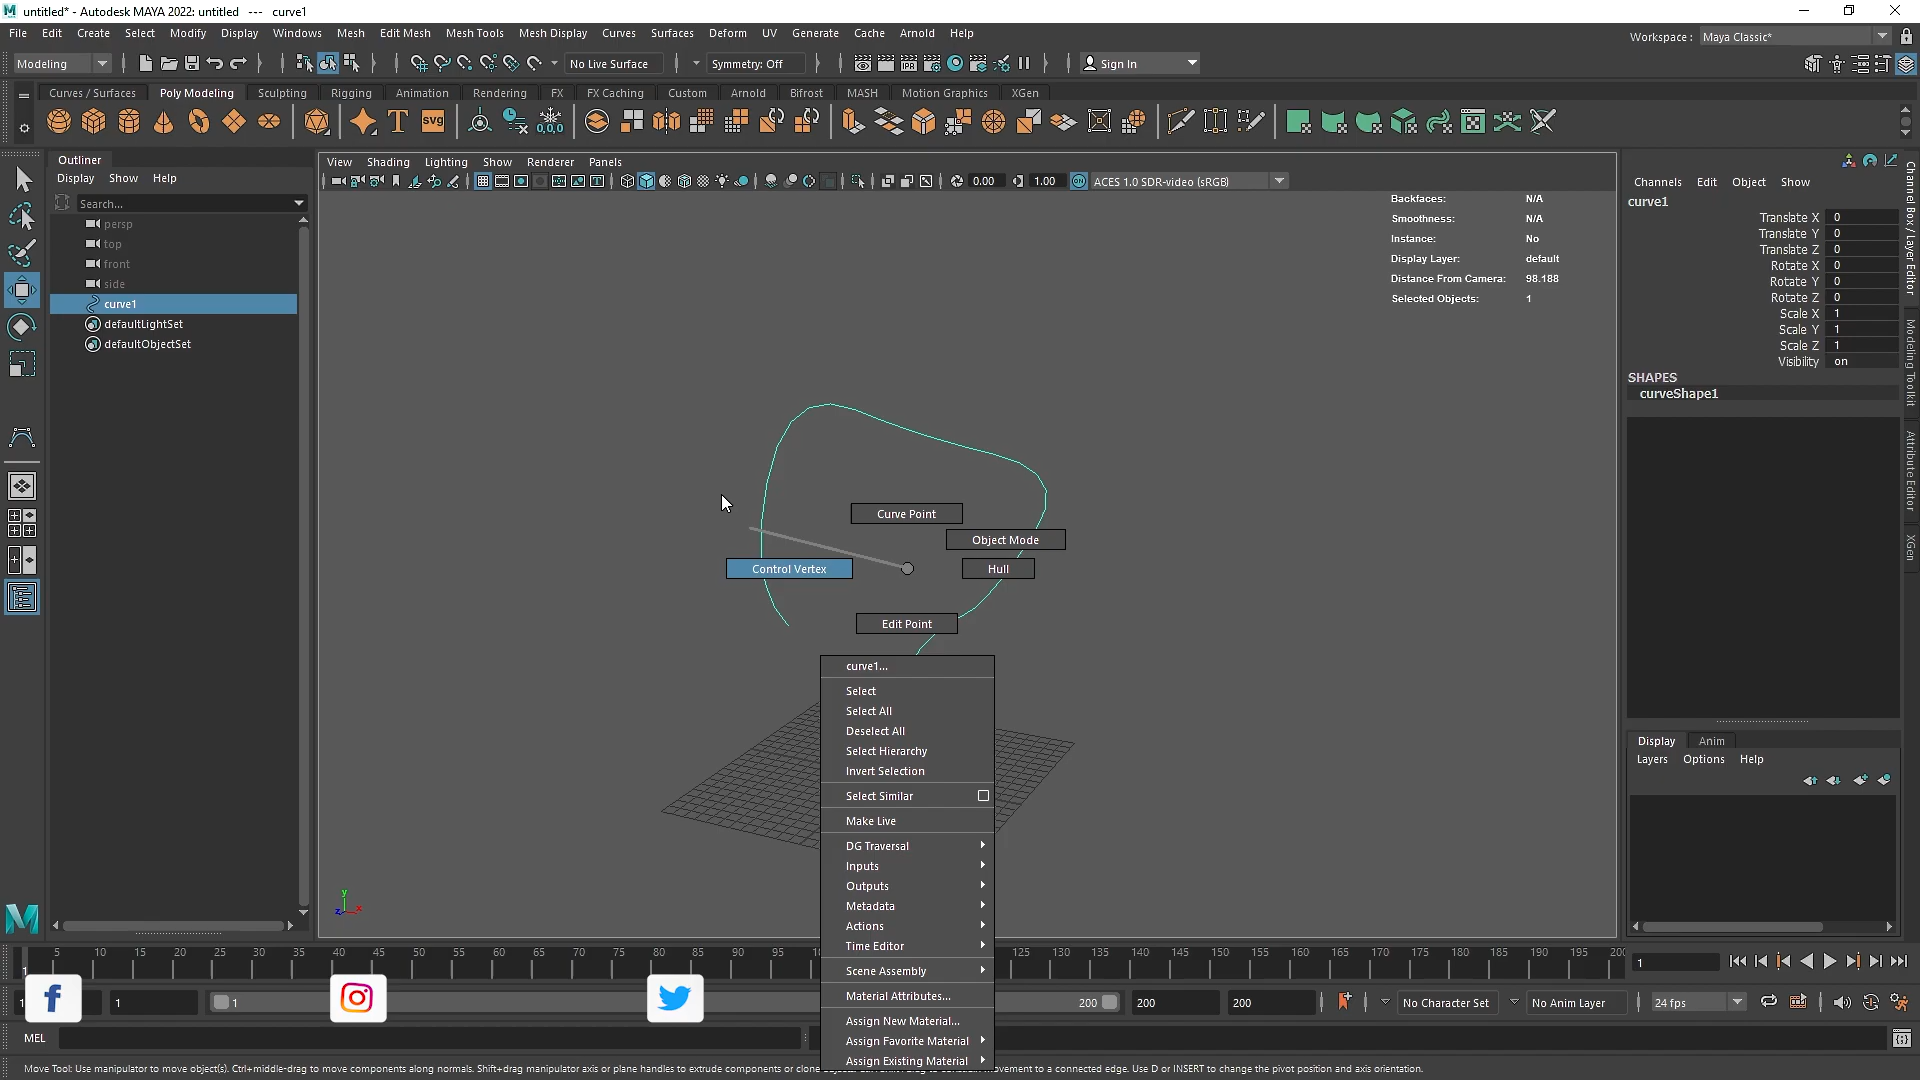 untitled* - Autodesk MAYA 2022: untitled   ---   curve1
File Edit Create Select Modify Display Windows Mesh Edit Mesh Mesh Tools Mesh Display Curves Surfaces Deform UV Generate Cache Arnold Help
Workspace : Maya Classic*
Modeling No Live Surface Symmetry: Off Sign In
Curves / Surfaces Poly Modeling Sculpting Rigging Animation Rendering FX FX Caching Custom Arnold Bifrost MASH Motion Graphics XGen
Outliner
Display Show Help
Search...
persp
top
front
side
curve1
defaultLightSet
defaultObjectSet
View Shading Lighting Show Renderer Panels
0.00 1.00 ACES 1.0 SDR-video (sRGB)
Backfaces: N/A
Smoothness: N/A
Instance: No
Display Layer: default
Distance From Camera: 98.188
Selected Objects: 1
Curve Point
Object Mode
Control Vertex
Hull
Edit Point
curve1...
Select
Select All
Deselect All
Select Hierarchy
Invert Selection
Select Similar
Make Live
DG Traversal
Inputs
Outputs
Metadata
Actions
Time Editor
Scene Assembly
Material Attributes...
Assign New Material...
Assign Favorite Material
Assign Existing Material
Channels Edit Object Show
curve1
Translate X 0
Translate Y 0
Translate Z 0
Rotate X 0
Rotate Y 0
Rotate Z 0
Scale X 1
Scale Y 1
Scale Z 1
Visibility on
SHAPES
curveShape1
Channel Box / Layer Editor
Modeling Toolkit
Attribute Editor
XGen
Display Anim
Layers Options Help
5 10 15 20 25 30 35 40 45 50 55 60 65 70 75 80 85 90 95 125 130 135 140 145 150 155 160 165 170 175 180 185 190 195 200
1
1
1 1 200 200 200 No Character Set No Anim Layer 24 fps
MEL
Move Tool: Use manipulator to move object(s). Ctrl+middle-drag to move components along normals. Shift+drag manipulator axis or plane handles to extrude components or clone
movement to a connected edge. Use D or INSERT to change the pivot position and axis orientation.